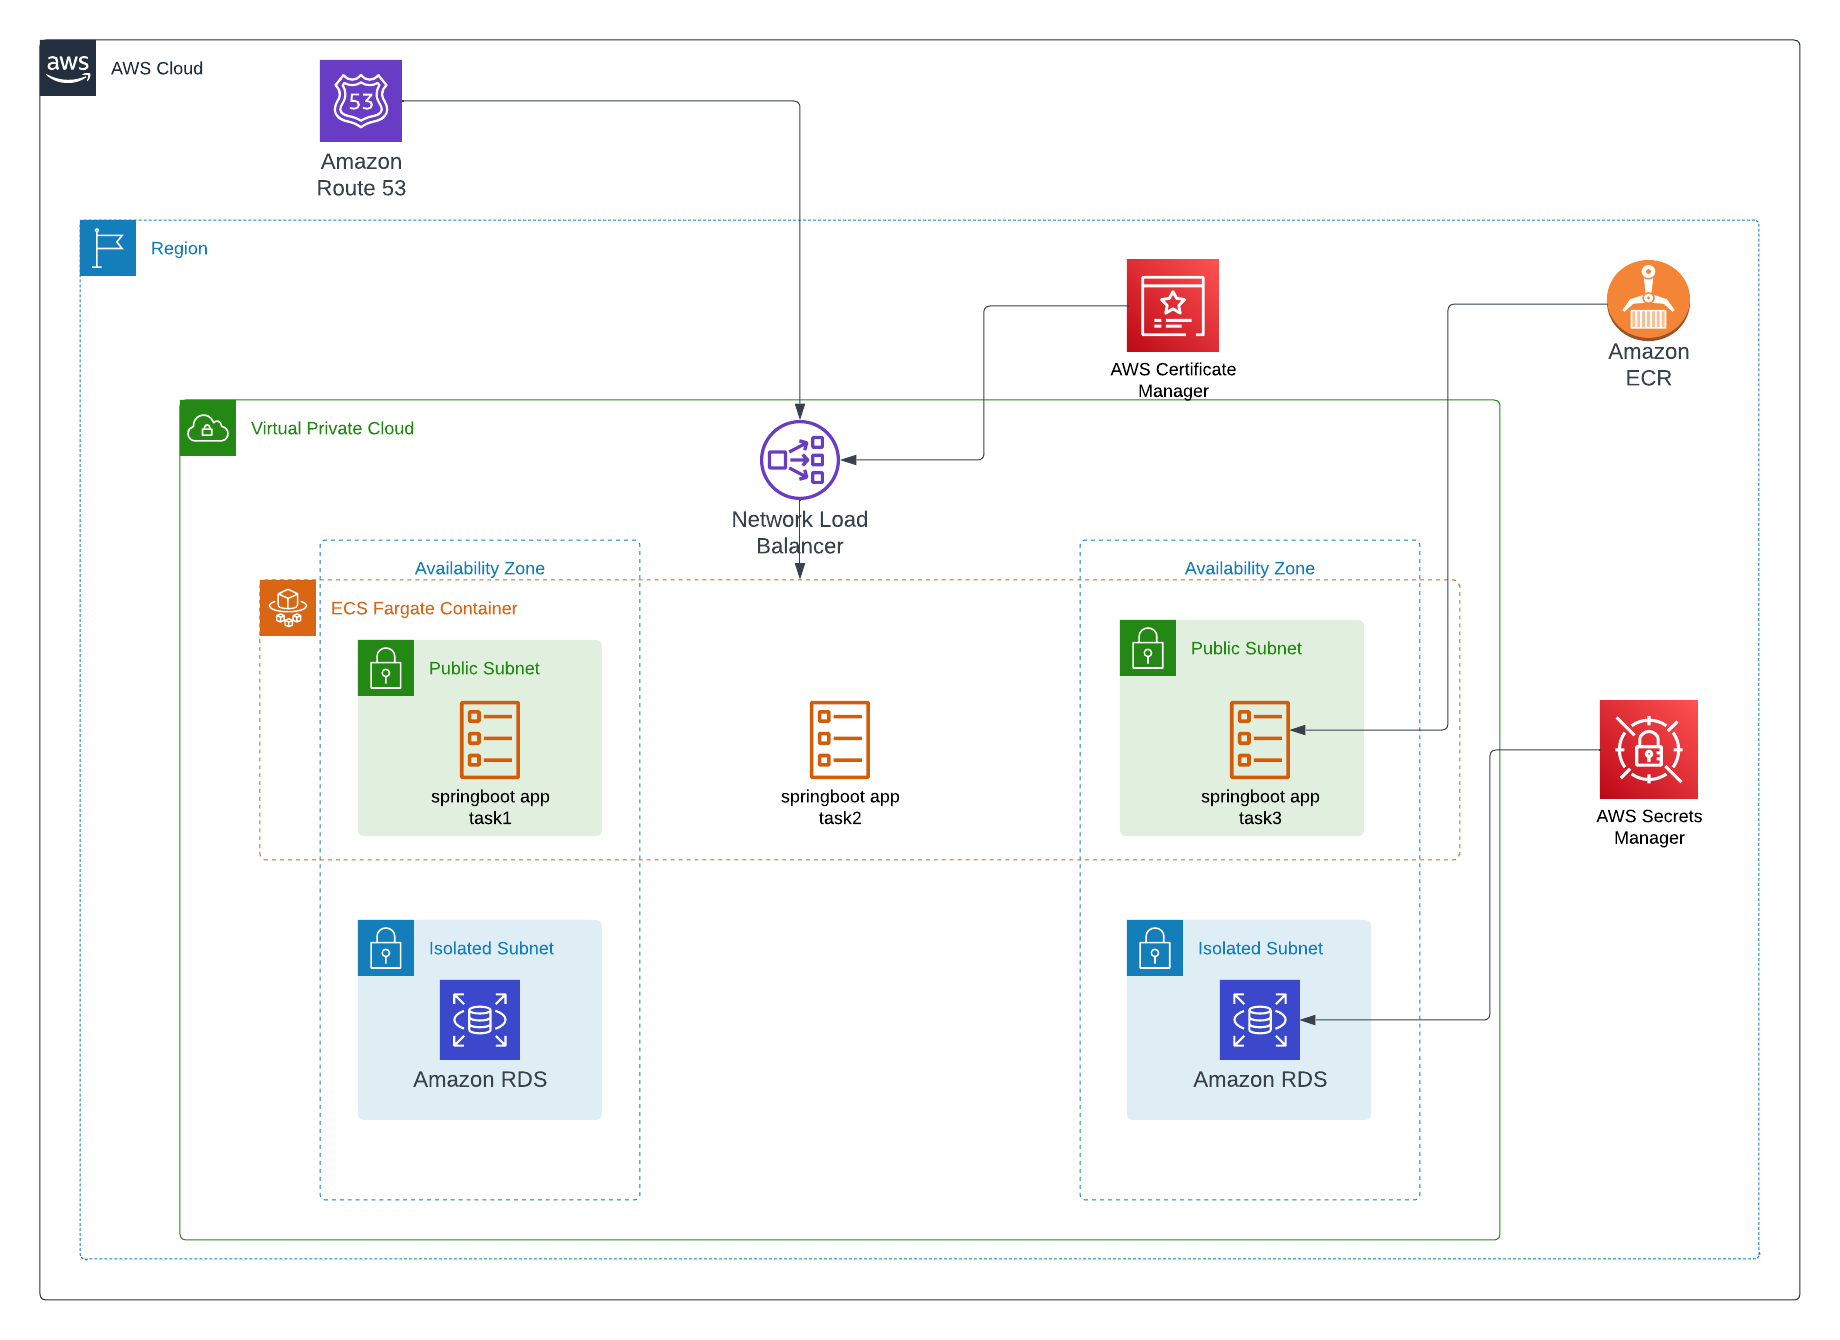 aws
AWS Cloud
53
Amazon
Route 53
Region
AWS Certificate
Manager
Amazon
ECR
Virtual Private Cloud
Network Load
Balancer
Availability Zone
Availability Zone
ECS Fargate Container
Public Subnet
Public Subnet
springboot app
task1
springboot app
task2
springboot app
task3
AWS Secrets
Manager
Isolated Subnet
Isolated Subnet
Amazon RDS
Amazon RDS